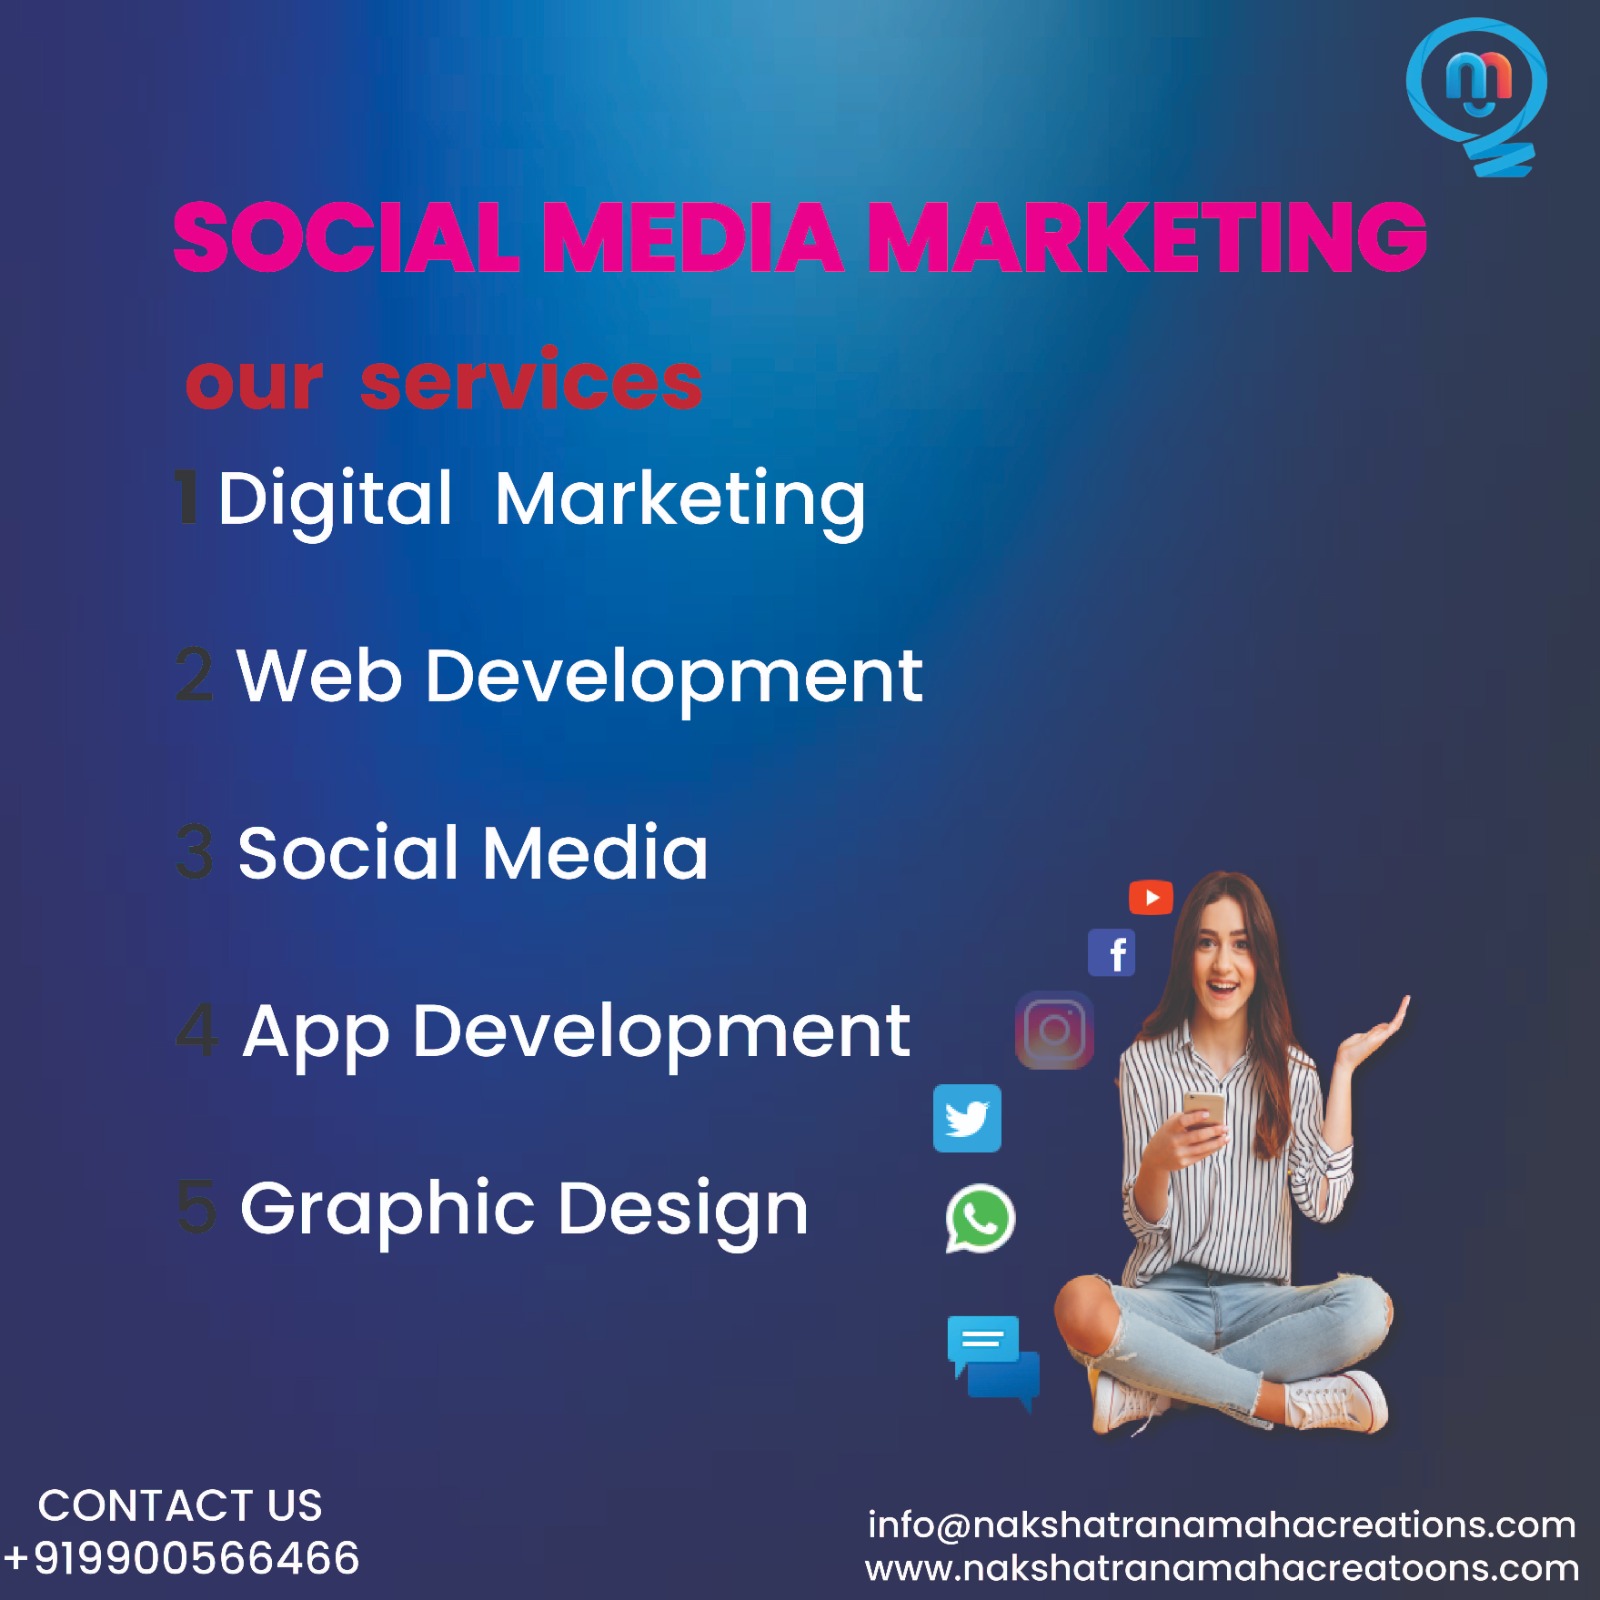 SOCIAL MEDIA MARKETING
our services
1 Digital Marketing
2 Web Development
3 Social Media
4 App Development
5 Graphic Design
CONTACT US
+919900566466
info@nakshatranamahacreations.com
www.nakshatranamahacreatoons.com